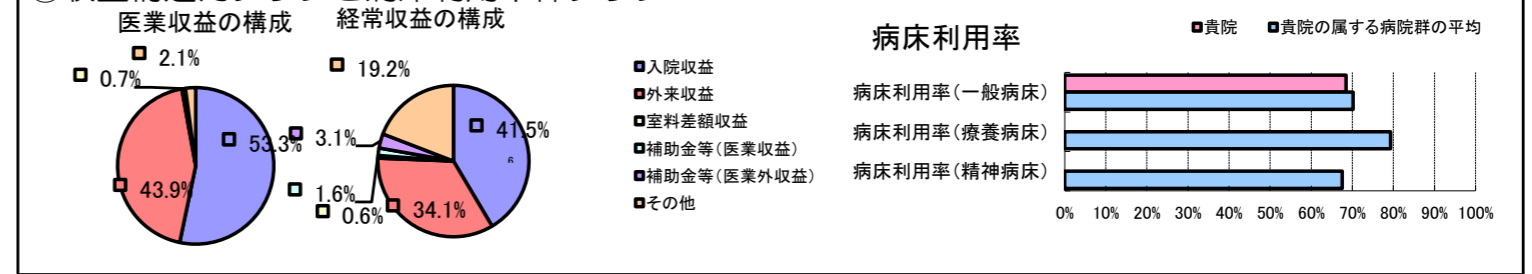 医業収益の構成
2.1%
0.7%
53.3%
43.9%
経常収益の構成
19.2%
3.1%
41.5%
6
1.6%
0.6%
34.1%
入院収益
外来収益
室料差額収益
補助金等(医業収益)
補助金等(医業外収益)
その他
病床利用率
貴院 貴院の属する病院群の平均
病床利用率(一般病床)
病床利用率(療養病床)
病床利用率(精神病床)
0% 10% 20% 30% 40% 50% 60% 70% 80% 90% 100%